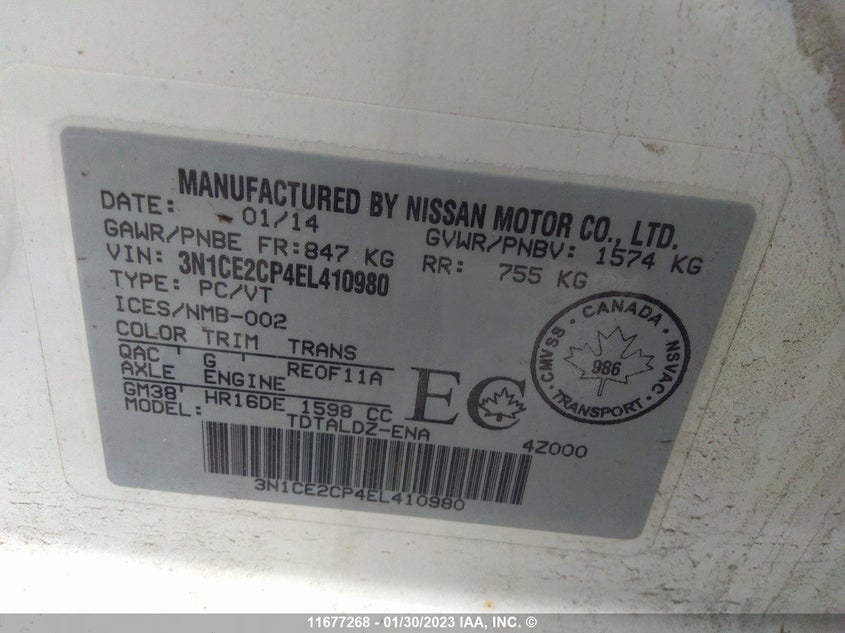 MANUFACTURED BY NISSAN MOTOR CO., LTD.
DATE: 01/14 GVWR/PNBV: 1574 KG
GAWR/PNBE FR:847 KG RR: 755 KG
VIN: 3N1CE2CP4EL410980
TYPE: PC/VT
ICES/NMB-002
COLOR TRIM TRANS
QAC G RE0F11A
AXLE ENGINE
GM38 HR16DE 1598 CC
MODEL: TDTALDZ-ENA
EC
CANADA
CMVSS · NSVAC
986
TRANSPORT
4Z000
3N1CE2CP4EL410980
11677268 - 01/30/2023 IAA, INC. ©